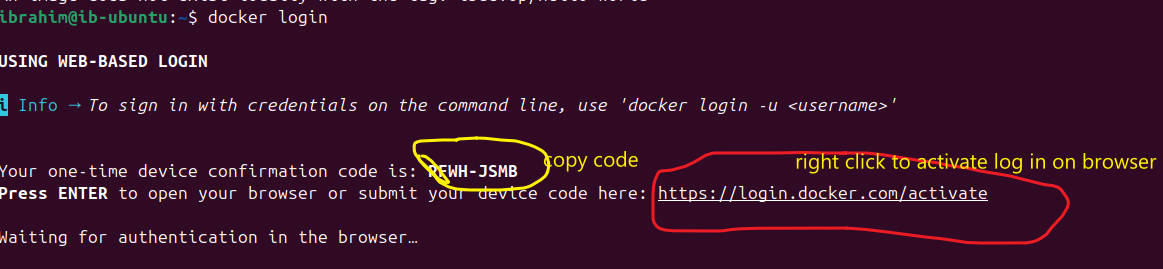 ibrahim@ib-ubuntu:~$ docker login
USING WEB-BASED LOGIN
i Info → To sign in with credentials on the command line, use 'docker login -u <username>'
copy code
right click to activate log in on browser
Your one-time device confirmation code is: FWH-JSMB
Press ENTER to open your browser or submit your device code here: https://login.docker.com/activate
Waiting for authentication in the browser…